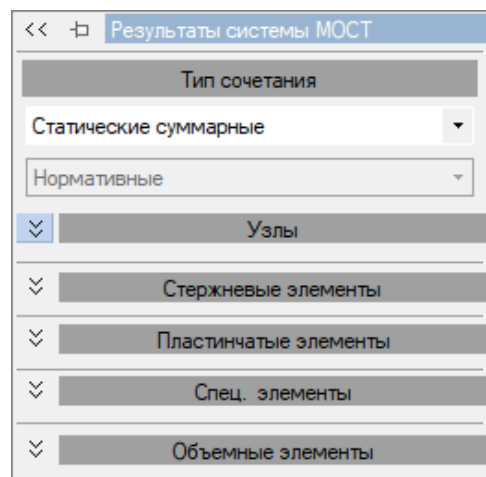 << Результаты системы МОСТ
Тип сочетания
Статические суммарные
Нормативные
Узлы
Стержневые элементы
Пластинчатые элементы
Спец. элементы
Объемные элементы